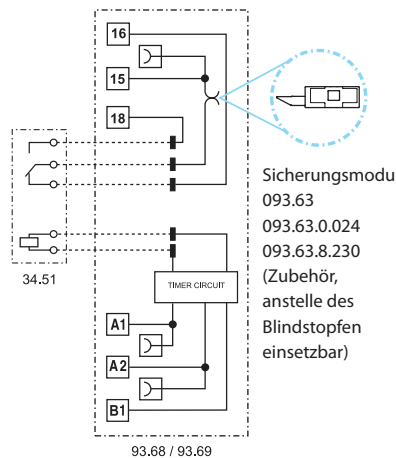 16
15
18
34.51
TIMER CIRCUIT
A1
A2
B1
93.68 / 93.69
Sicherungsmodu
093.63
093.63.0.024
093.63.8.230
(Zubehör,
anstelle des
Blindstopfen
einsetzbar)